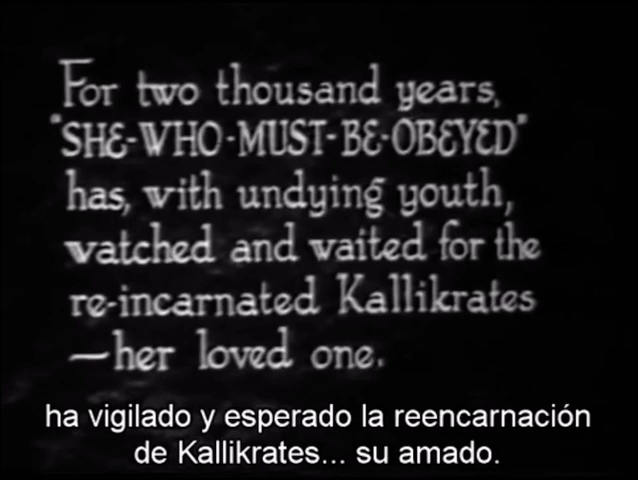 For two thousand years,
"SHE-WHO-MUST-BE-OBEYED"
has, with undying youth,
watched and waited for the
re-incarnated Kallikrates
—her loved one.
ha vigilado y esperado la reencarnación
de Kallikrates... su amado.